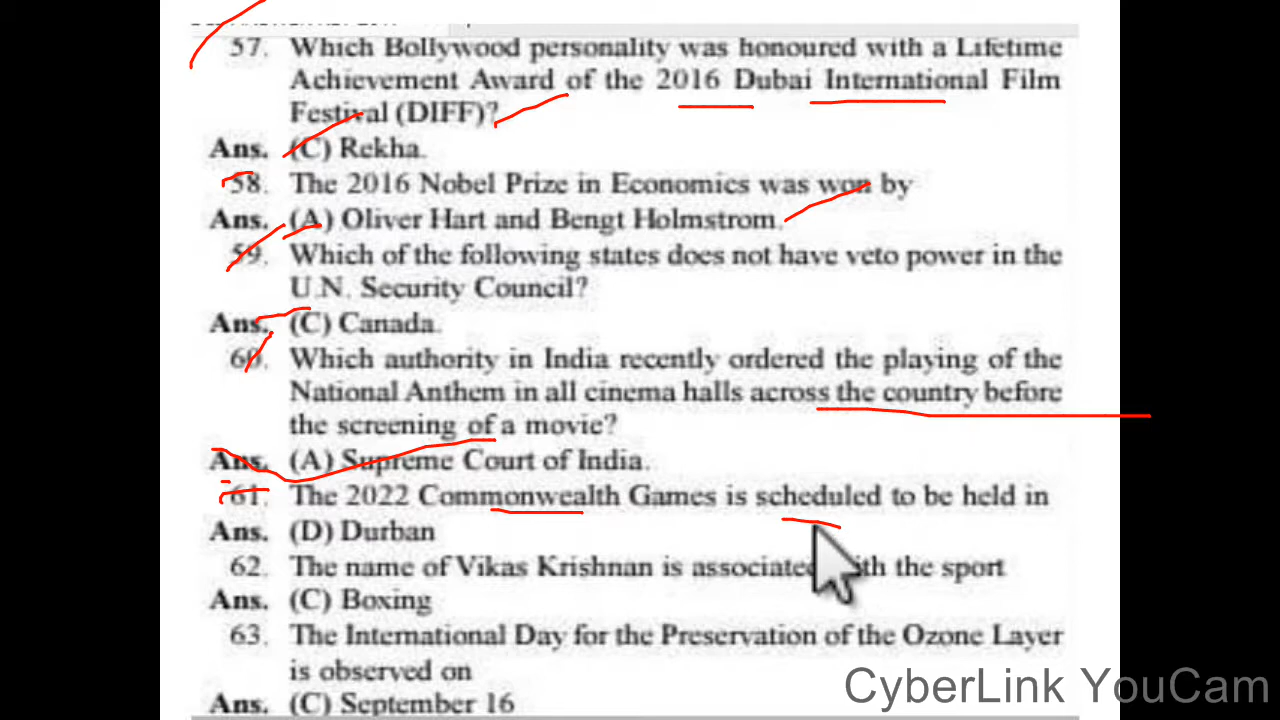 57. Which Bollywood personality was honoured with a Lifetime
Achievement Award of the 2016 Dubai International Film
Festival (DIFF)?
Ans. (C) Rekha.
58. The 2016 Nobel Prize in Economics was won by
Ans. (A) Oliver Hart and Bengt Holmstrom.
59. Which of the following states does not have veto power in the
U.N. Security Council?
Ans. (C) Canada.
60. Which authority in India recently ordered the playing of the
National Anthem in all cinema halls across the country before
the screening of a movie?
Ans. (A) Supreme Court of India.
61. The 2022 Commonwealth Games is scheduled to be held in
Ans. (D) Durban
62. The name of Vikas Krishnan is associated with the sport
Ans. (C) Boxing
63. The International Day for the Preservation of the Ozone Layer
is observed on
Ans. (C) September 16
CyberLink YouCam